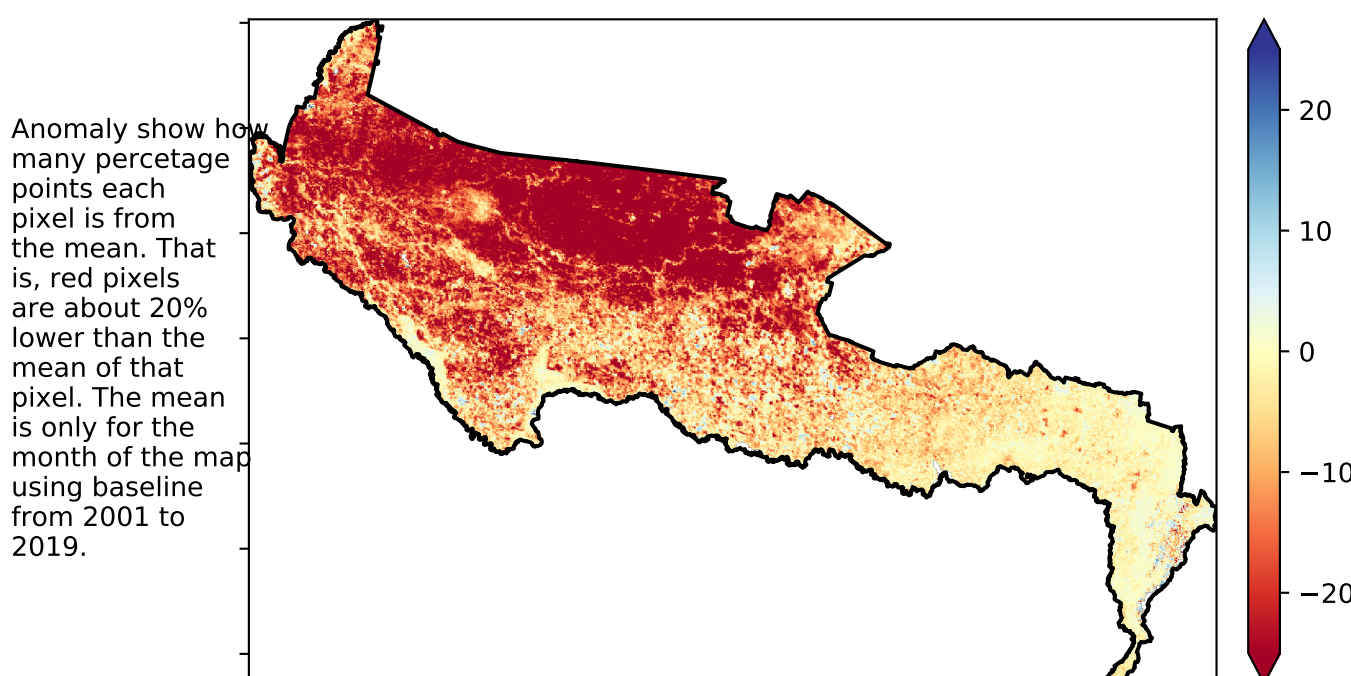 Anomaly show how
many percetage
points each
pixel is from
the mean. That
is, red pixels
are about 20%
lower than the
mean of that
pixel. The mean
is only for the
month of the map
using baseline
from 2001 to
2019.
20
10
0
−10
−20